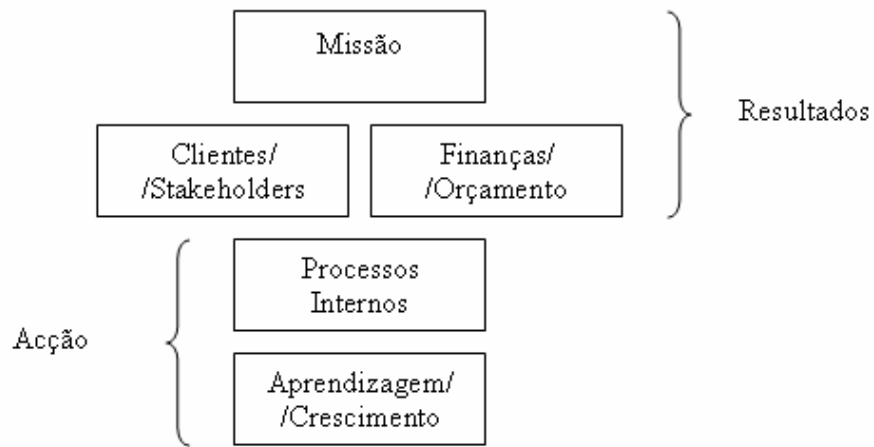 Missão
Resultados
Clientes/
/Stakeholders
Finanças/
/Orçamento
Processos
Internos
Acção
Aprendizagem/
/Crescimento